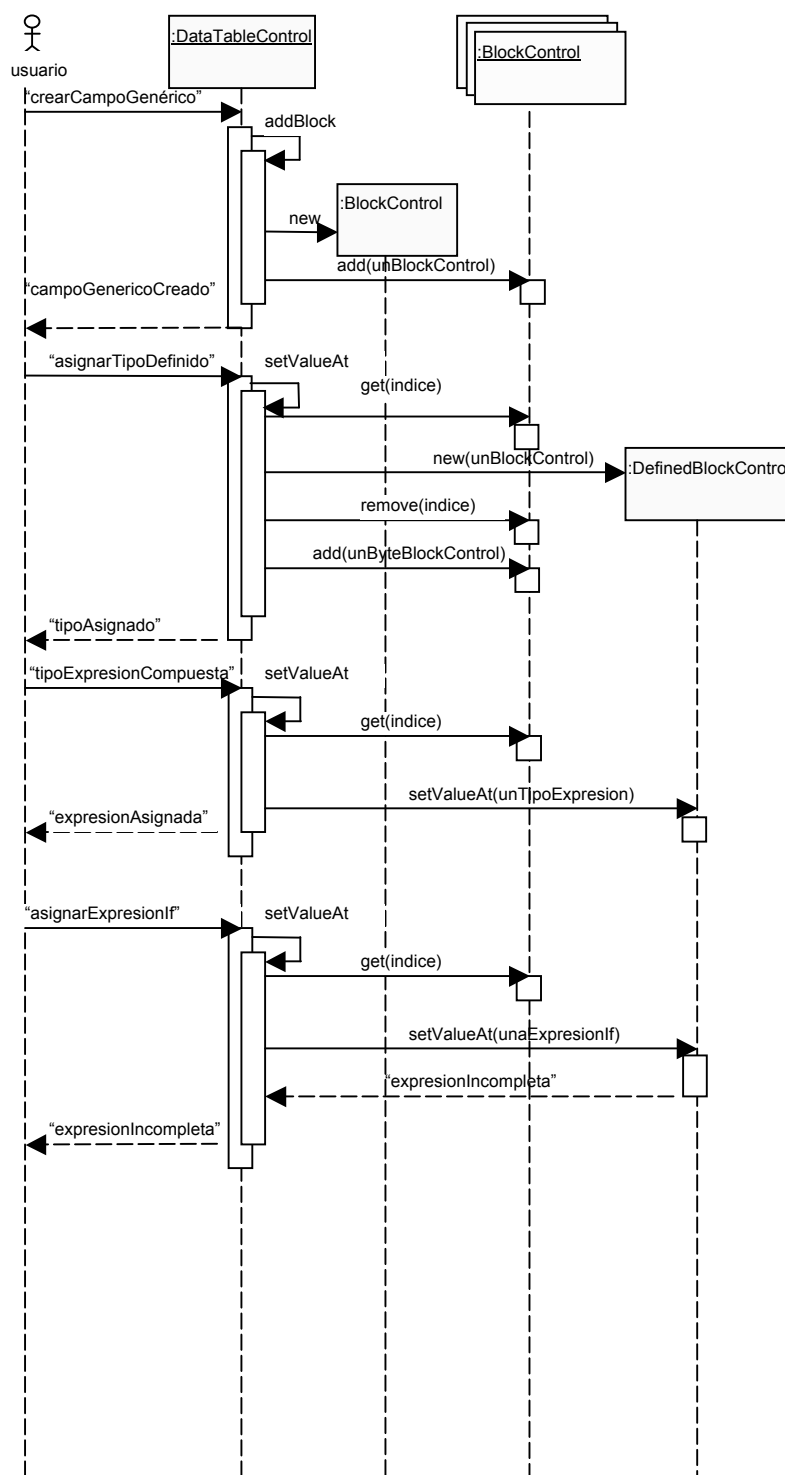 :DataTableControl
:BlockControl
usuario
“crearCampoGenérico”
addBlock
:BlockControl
new
add(unBlockControl)
“campoGenericoCreado”
“asignarTipoDefinido”
setValueAt
get(indice)
new(unBlockControl)
:DefinedBlockControl
remove(indice)
add(unByteBlockControl)
“tipoAsignado”
“tipoExpresionCompuesta”
setValueAt
get(indice)
setValueAt(unTipoExpresion)
“expresionAsignada”
“asignarExpresionIf”
setValueAt
get(indice)
setValueAt(unaExpresionIf)
“expresionIncompleta”
“expresionIncompleta”